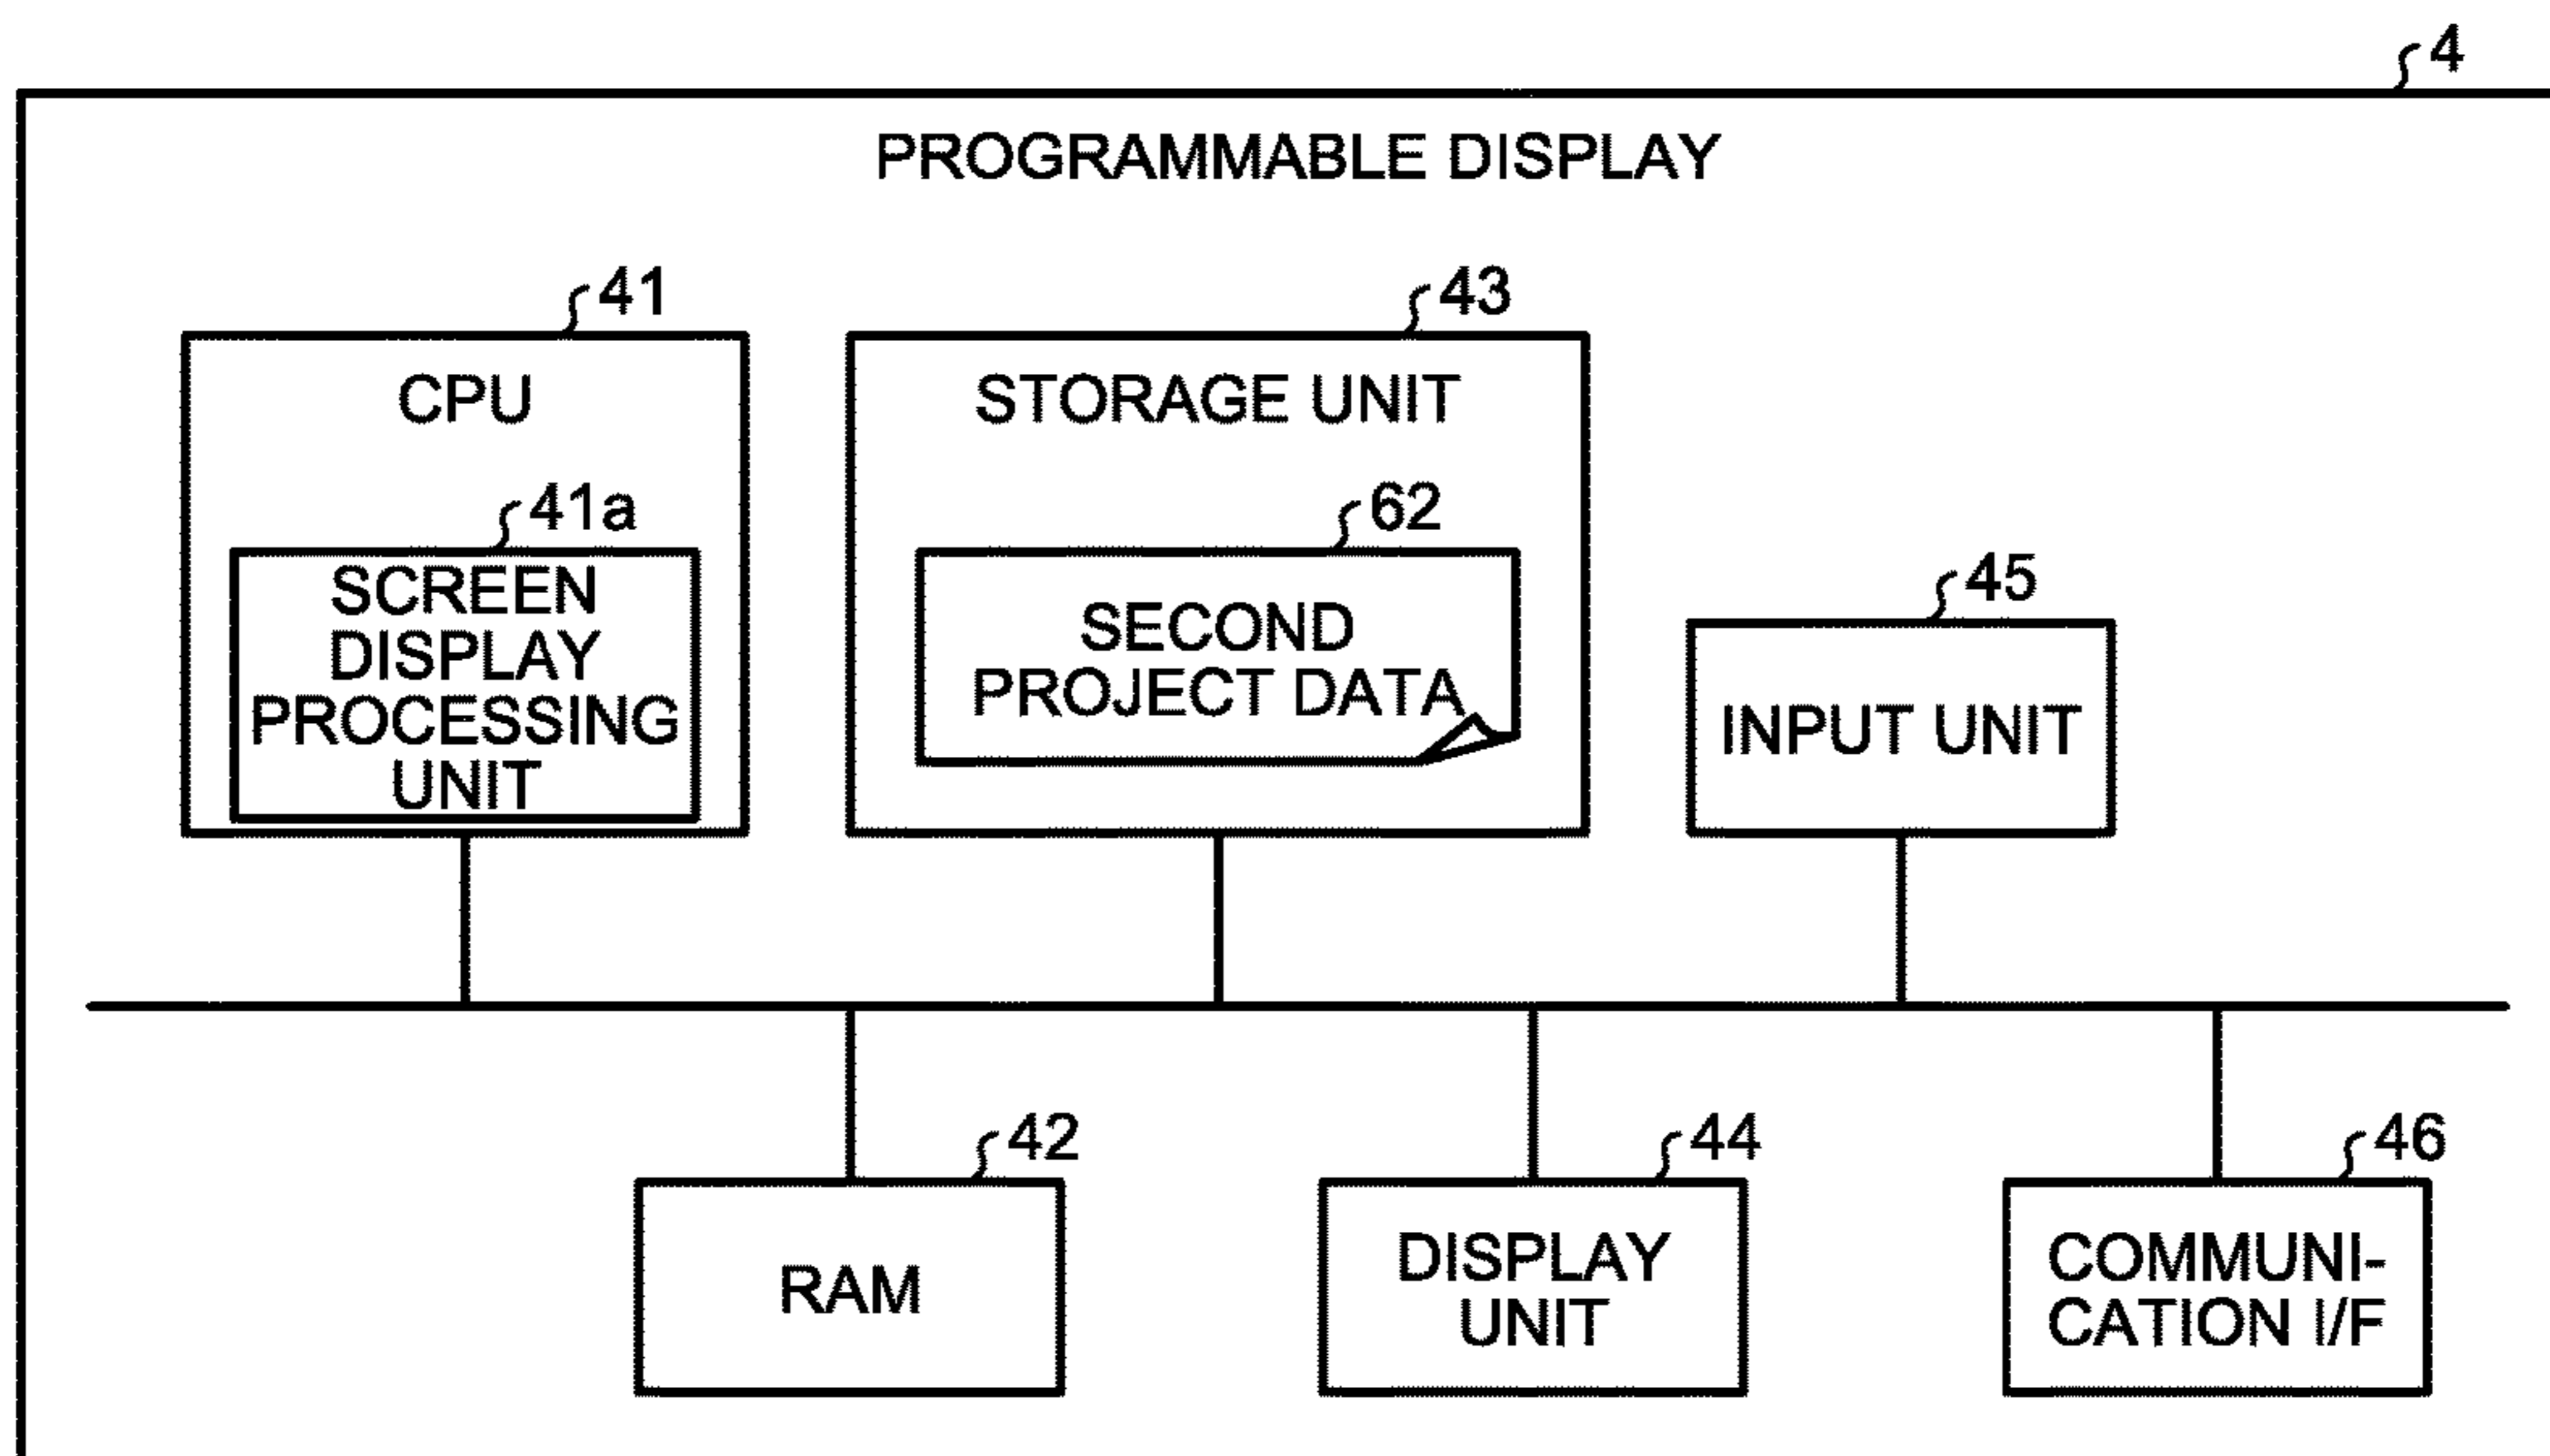 4
PROGRAMMABLE DISPLAY
41
CPU
41a
SCREEN
DISPLAY
PROCESSING
UNIT
43
STORAGE UNIT
62
SECOND
PROJECT DATA
45
INPUT UNIT
42
RAM
44
DISPLAY
UNIT
46
COMMUNI-
CATION I/F